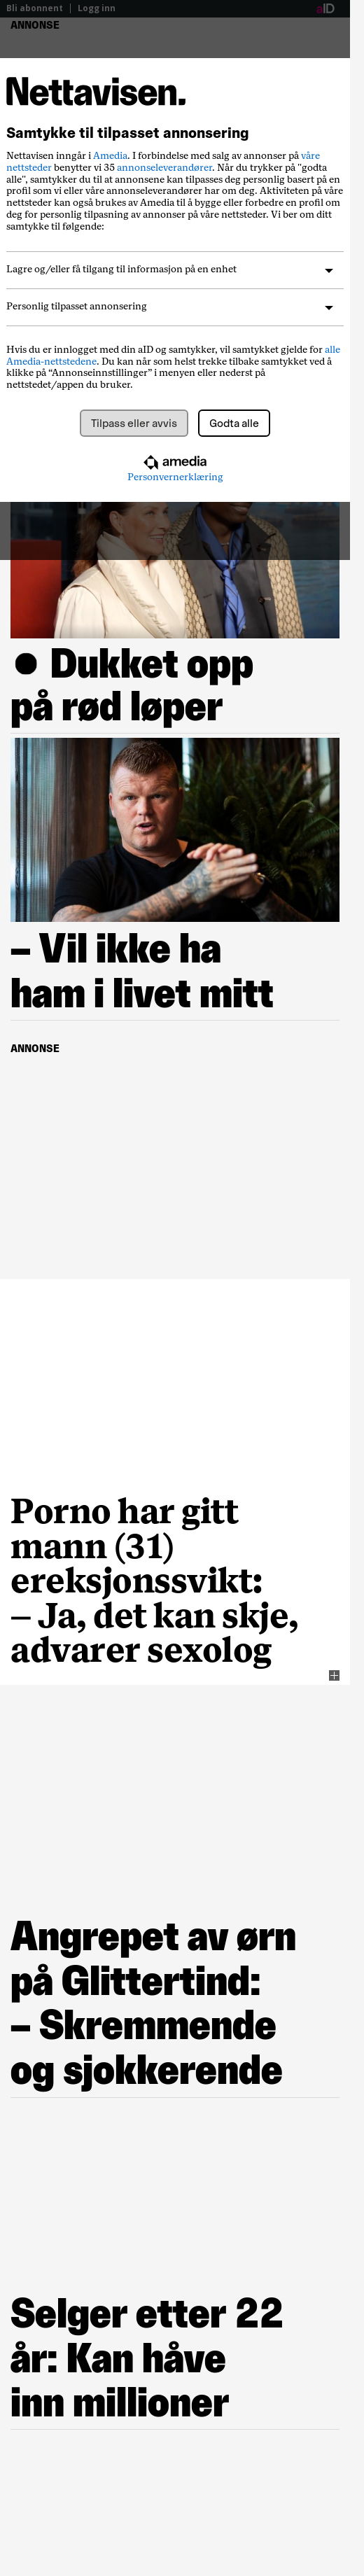 Bli abonnent | Logg inn
aID
ANNONSE
Nettavisen.
Samtykke til tilpasset annonsering
Nettavisen inngår i Amedia. I forbindelse med salg av annonser på våre
nettsteder benytter vi 35 annonseleverandører. Når du trykker på "godta
alle", samtykker du til at annonsene kan tilpasses deg personlig basert på en
profil som vi eller våre annonseleverandører har om deg. Aktiviteten på våre
nettsteder kan også brukes av Amedia til å bygge eller forbedre en profil om
deg for personlig tilpasning av annonser på våre nettsteder. Vi ber om ditt
samtykke til følgende:
Lagre og/eller få tilgang til informasjon på en enhet
Personlig tilpasset annonsering
Hvis du er innlogget med din aID og samtykker, vil samtykket gjelde for alle
Amedia-nettstedene. Du kan når som helst trekke tilbake samtykket ved å
klikke på “Annonseinnstillinger” i menyen eller nederst på
nettstedet/appen du bruker.
Tilpass eller avvis
Godta alle
amedia
Personvernerklæring
● Dukket opp
på rød løper
– Vil ikke ha
ham i livet mitt
ANNONSE
Porno har gitt
mann (31)
ereksjonssvikt:
– Ja, det kan skje,
advarer sexolog
Angrepet av ørn
på Glittertind:
– Skremmende
og sjokkerende
Selger etter 22
år: Kan håve
inn millioner